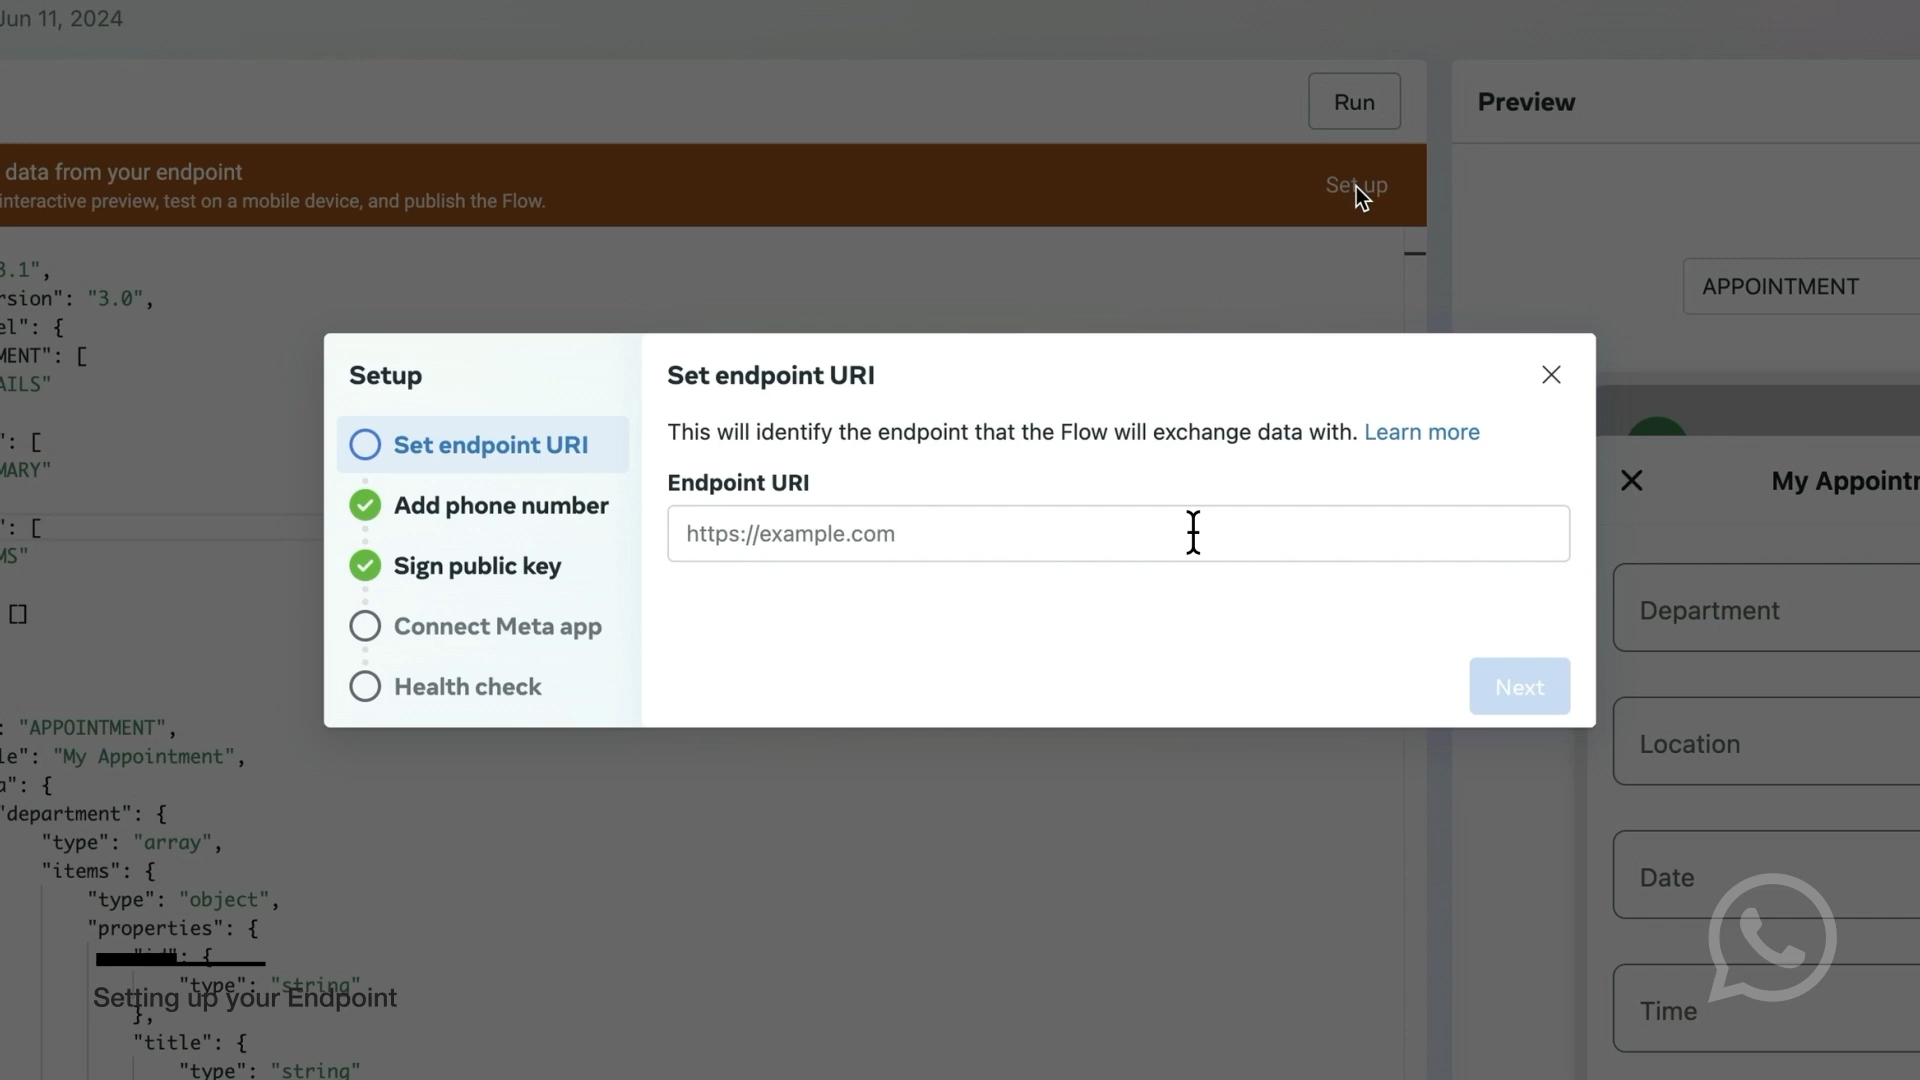 Jun 11, 2024
Run
Preview
data from your endpoint
interactive preview, test on a mobile device, and publish the Flow.
Set up
3.1",
rsion": "3.0",
el": {
MENT": [
AILS"
": [
MARY"
": [
MS"
[]
: "APPOINTMENT",
le": "My Appointment",
a": {
"department": {
"type": "array",
"items": {
"type": "object",
"properties": {
"id": {
"type": "string"
},
"title": {
"type": "string"
Setup
Set endpoint URI
Add phone number
Sign public key
Connect Meta app
Health check
Set endpoint URI
This will identify the endpoint that the Flow will exchange data with. Learn more
Endpoint URI
https://example.com
Next
APPOINTMENT
My Appointm
Department
Location
Date
Time
Setting up your Endpoint